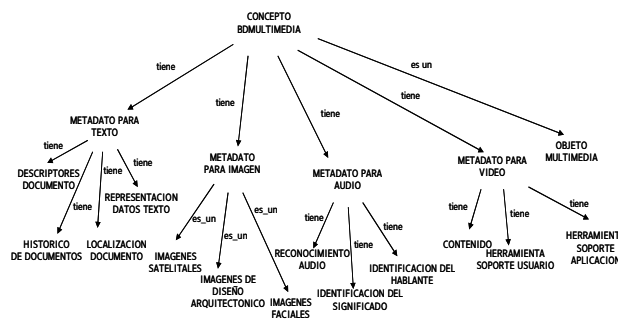 CONCEPTO
BDMULTIMEDIA
tiene
tiene
tiene
tiene
es un
METADATO PARA
TEXTO
METADATO
PARA IMAGEN
METADATO PARA
AUDIO
METADATO PARA
VIDEO
OBJETO
MULTIMEDIA
tiene
tiene
tiene
tiene
DESCRIPTORES
DOCUMENTO
REPRESENTACION
DATOS TEXTO
HISTORICO
DE DOCUMENTOS
LOCALIZACION
DOCUMENTO
es_un
es_un
es_un
IMAGENES
SATELITALES
IMAGENES DE
DISEÑO
ARQUITECTONICO
IMAGENES
FACIALES
tiene
tiene
tiene
RECONOCIMIENTO
AUDIO
IDENTIFICACION DEL
SIGNIFICADO
IDENTIFICACION DEL
HABLANTE
tiene
tiene
tiene
CONTENIDO
HERRAMIENTA
SOPORTE USUARIO
HERRAMIENT
SOPORTE
APLICACION